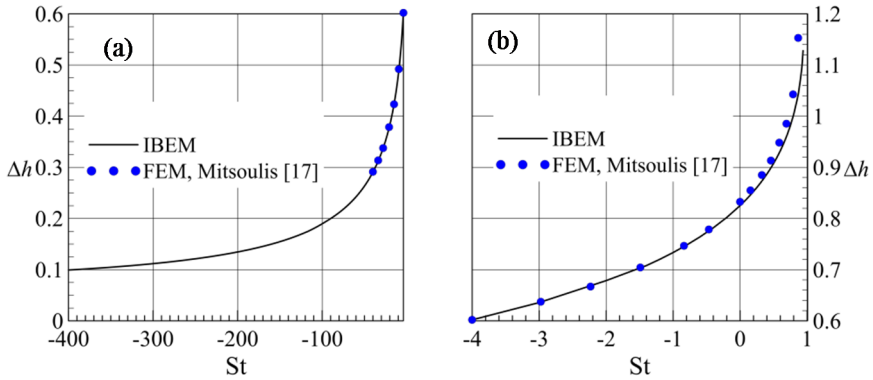 (a)
0.6
0.5
0.4
0.3
0.2
0.1
0
Δh
IBEM
FEM, Mitsoulis [17]
-400
-300
-200
-100
St
(b)
1.2
1.1
1
0.9
0.8
0.7
0.6
Δh
IBEM
FEM, Mitsoulis [17]
-4
-3
-2
-1
0
1
St